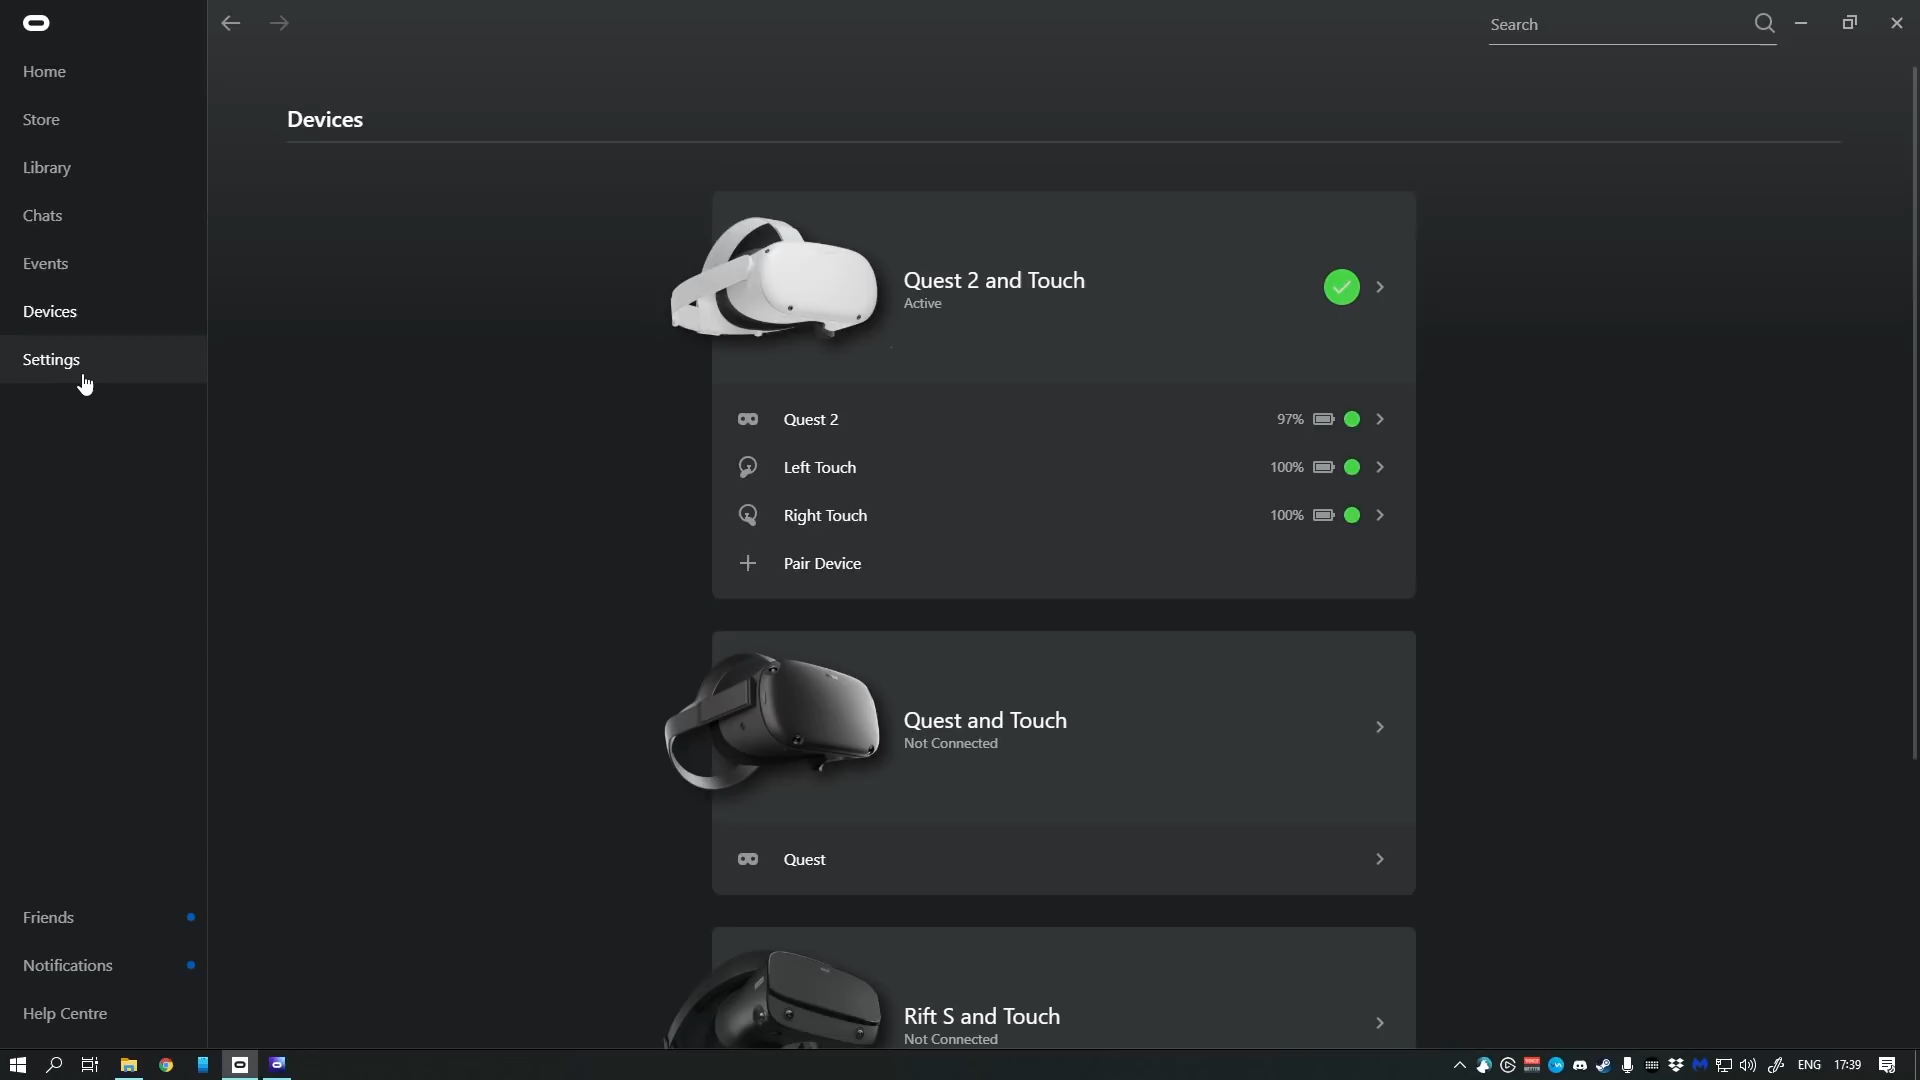 Search
Home
Store
Library
Chats
Events
Devices
Settings
Friends
Notifications
Help Centre
Devices
Quest 2 and Touch
Active
Quest 2
97%
Left Touch
100%
Right Touch
100%
Pair Device
Quest and Touch
Not Connected
Quest
Rift S and Touch
Not Connected
ENG
17:39